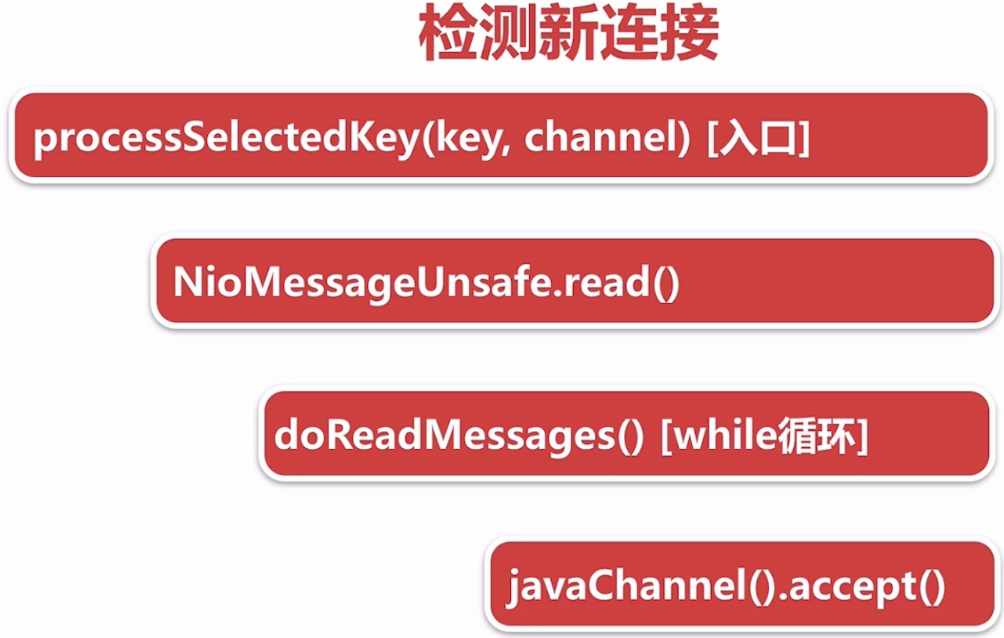 检测新连接
processSelectedKey(key, channel) [入口]
NioMessageUnsafe.read()
doReadMessages() [while循环]
javaChannel().accept()